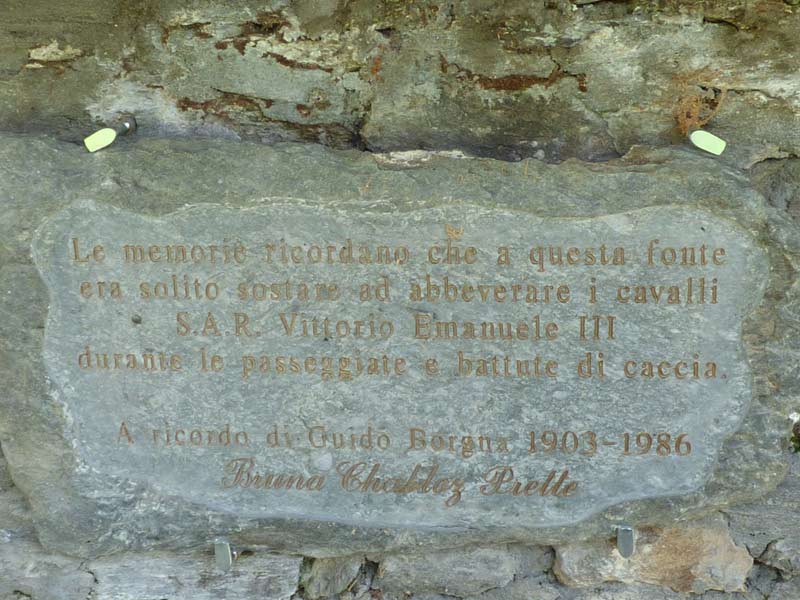 Le memorie ricordano che a questa fonte
era solito sostare ad abbeverare i cavalli
S.A.R. Vittorio Emanuele III
durante le passeggiate e battute di caccia.
A ricordo di Guido Borgna 1903-1986
Bruna Chabloz Prette